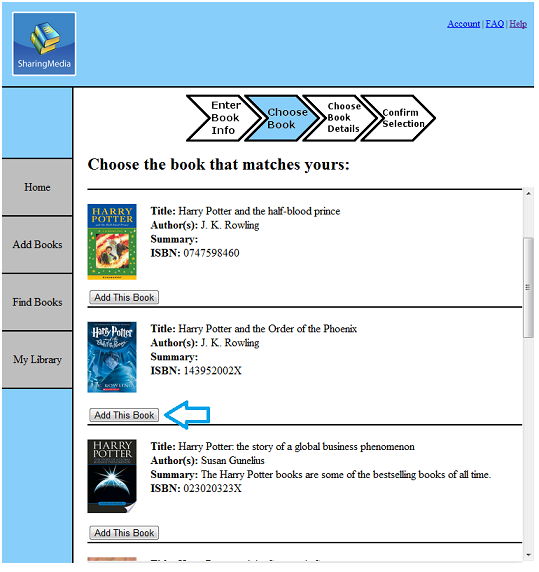 SharingMedia
Account | FAQ | Help
Enter
Book
Info
Choose
Book
Choose
Book
Details
Confirm
Selection
Home
Add Books
Find Books
My Library
Choose the book that matches yours:
HARRY
POTTER
Title: Harry Potter and the half-blood prince
Author(s): J. K. Rowling
Summary:
ISBN: 0747598460
Add This Book
Harry Potter
Title: Harry Potter and the Order of the Phoenix
Author(s): J. K. Rowling
Summary:
ISBN: 143952002X
Add This Book
HARRY
POTTER
Title: Harry Potter: the story of a global business phenomenon
Author(s): Susan Gunelius
Summary: The Harry Potter books are some of the bestselling books of all time.
ISBN: 023020323X
Add This Book